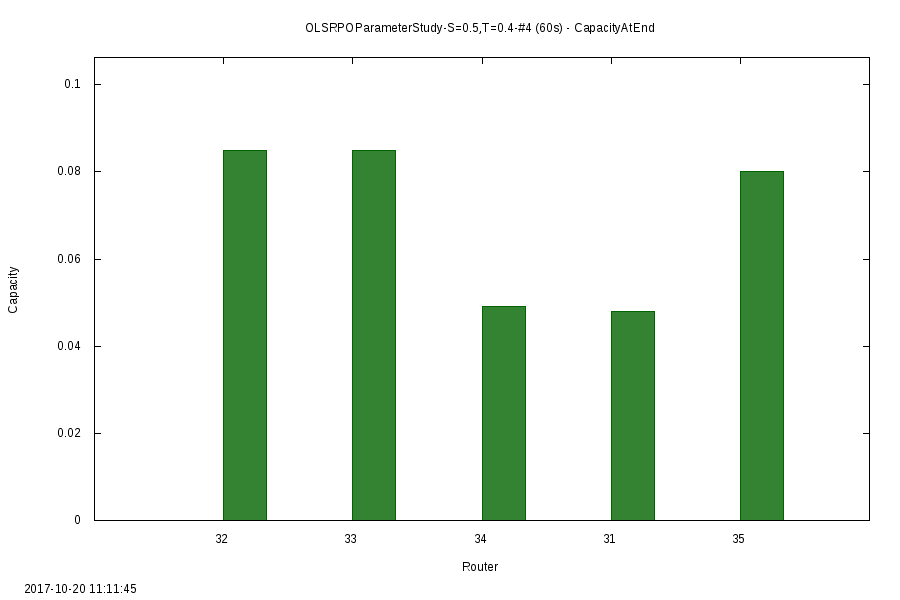 OLSRPOParameterStudy-S=0.5,T=0.4-#4 (60s) - CapacityAtEnd
0.1
0.08
0.06
0.04
0.02
0
Capacity
32 33 34 31 35
Router
2017-10-20 11:11:45